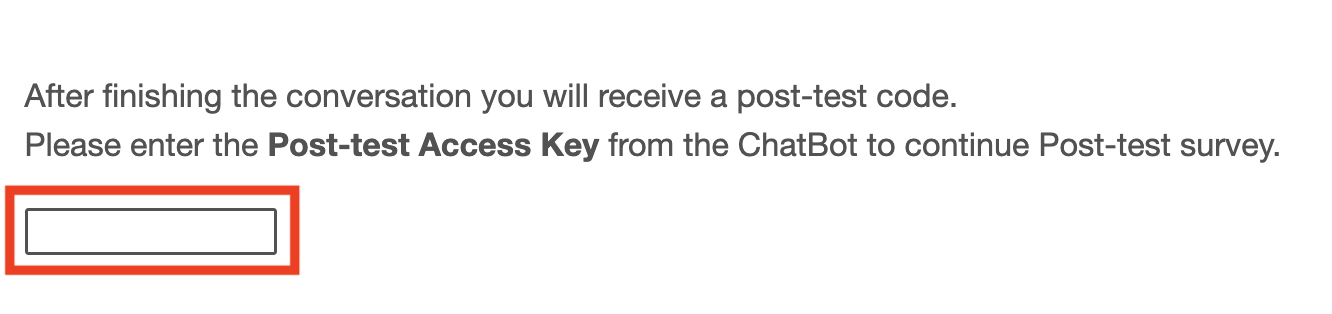 After finishing the conversation you will receive a post-test code.
Please enter the Post-test Access Key from the ChatBot to continue Post-test survey.